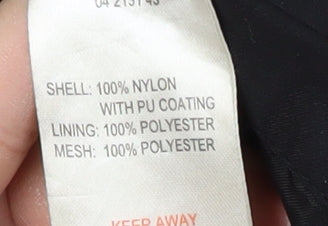 SHELL: 100% NYLON
WITH PU COATING
LINING: 100% POLYESTER
MESH: 100% POLYESTER
KEEP AWAY